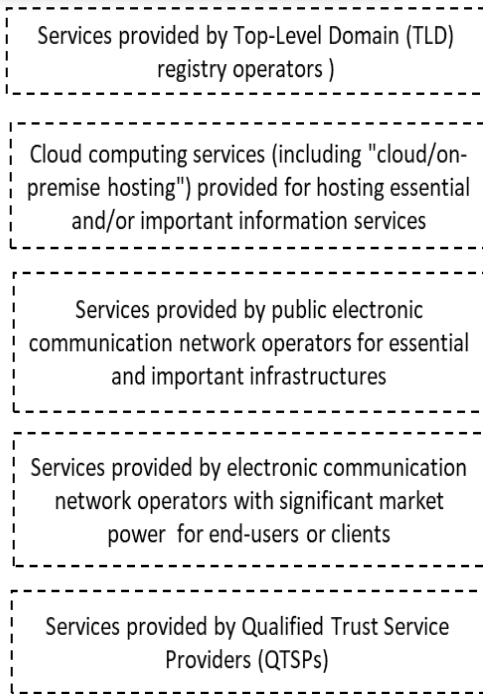 Services provided by Top-Level Domain (TLD)
registry operators )
Cloud computing services (including "cloud/on-
premise hosting") provided for hosting essential
and/or important information services
Services provided by public electronic
communication network operators for essential
and important infrastructures
Services provided by electronic communication
network operators with significant market
power for end-users or clients
Services provided by Qualified Trust Service
Providers (QTSPs)